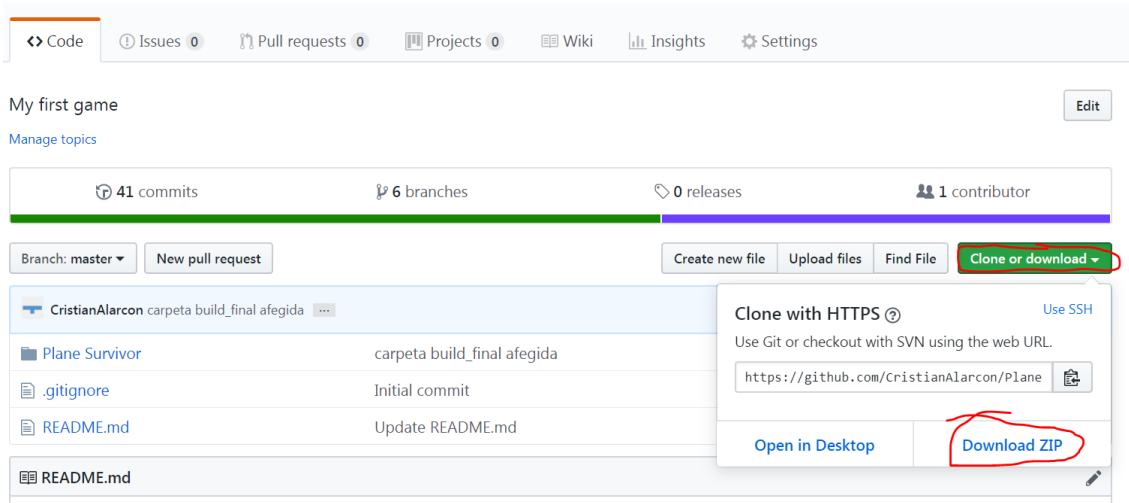 Code Issues 0 Pull requests 0 Projects 0 Wiki Insights Settings
My first game Edit
Manage topics
41 commits 6 branches 0 releases 1 contributor
Branch: master New pull request Create new file Upload files Find File Clone or download
CristianAlarcon carpeta build_final afegida ...
Plane Survivor carpeta build_final afegida
.gitignore Initial commit
README.md Update README.md
Clone with HTTPS ? Use SSH
Use Git or checkout with SVN using the web URL.
https://github.com/CristianAlarcon/Plane
Open in Desktop Download ZIP
README.md